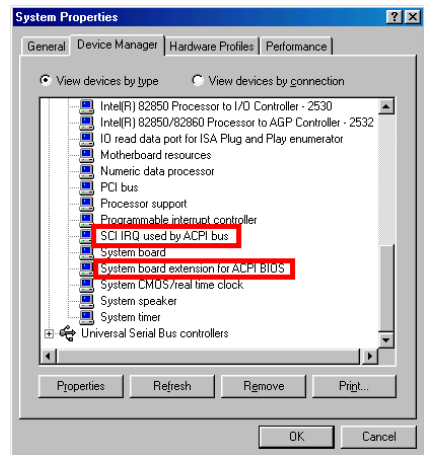 System Properties
General Device Manager Hardware Profiles Performance
View devices by type View devices by connection
Intel(R) 82850 Processor to I/O Controller - 2530
Intel(R) 82850/82860 Processor to AGP Controller - 2532
IO read data port for ISA Plug and Play enumerator
Motherboard resources
Numeric data processor
PCI bus
Processor support
Programmable interrupt controller
SCI IRQ used by ACPI bus
System board
System board extension for ACPI BIOS
System CMOS/real time clock
System speaker
System timer
Universal Serial Bus controllers
Properties Refresh Remove Print...
OK Cancel